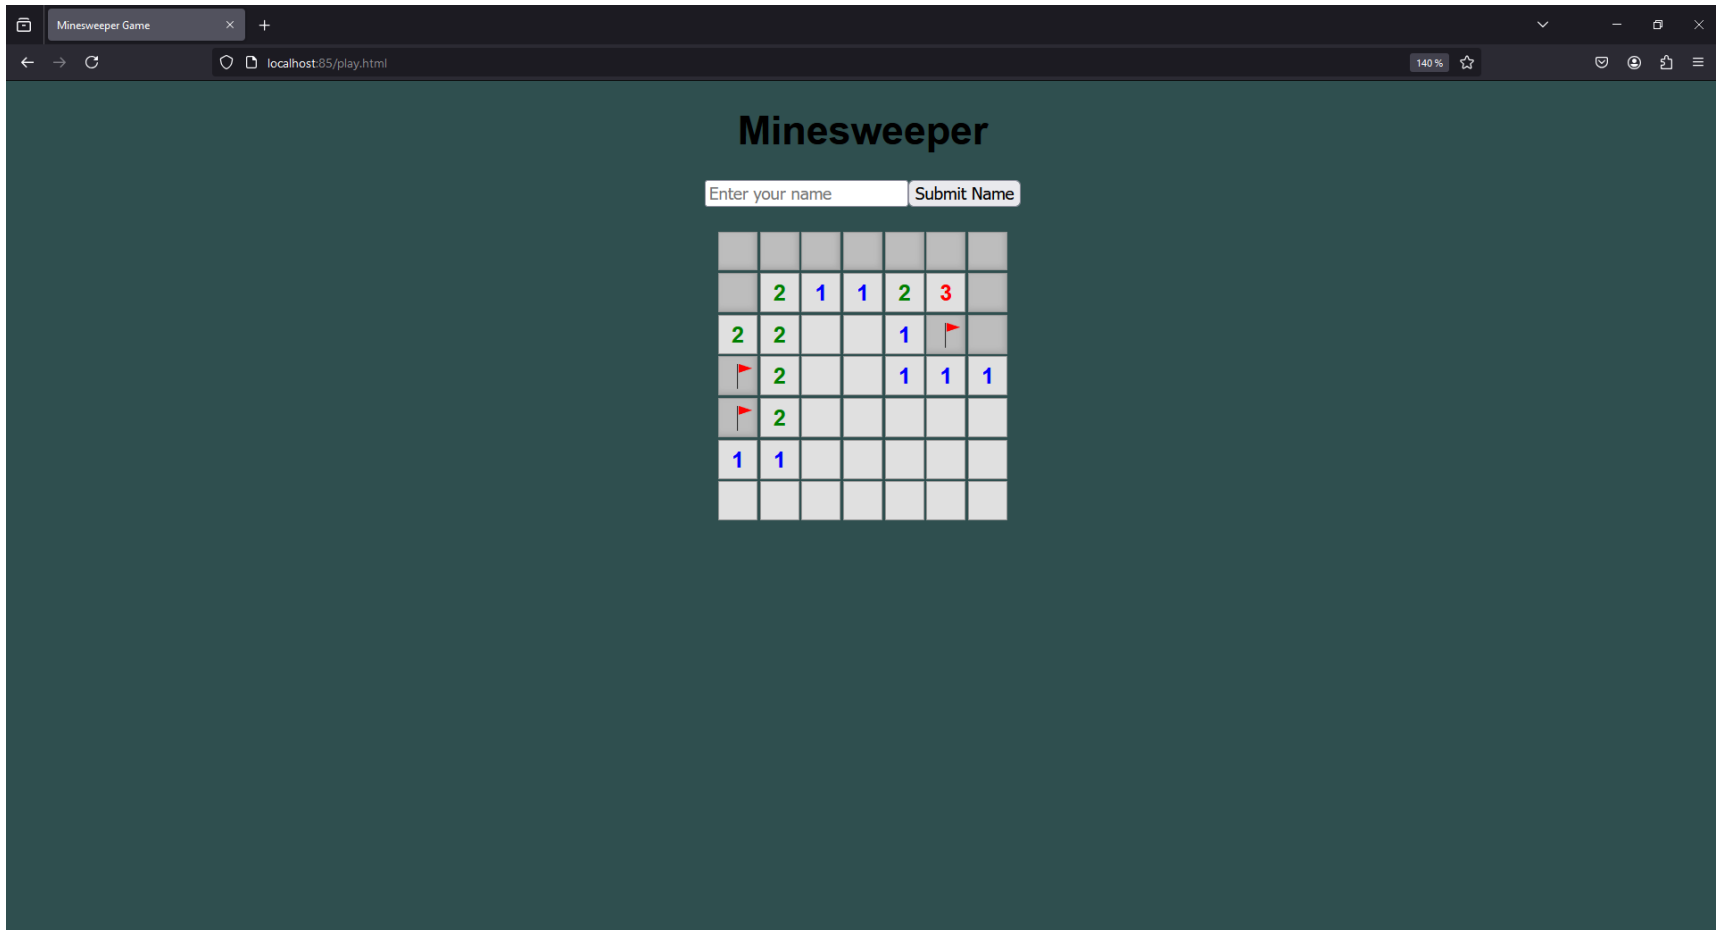 Minesweeper Game
localhost:85/play.html
140%
Minesweeper
Enter your name Submit Name
2 1 1 2 3
2 2 1
2 1 1 1
2
1 1